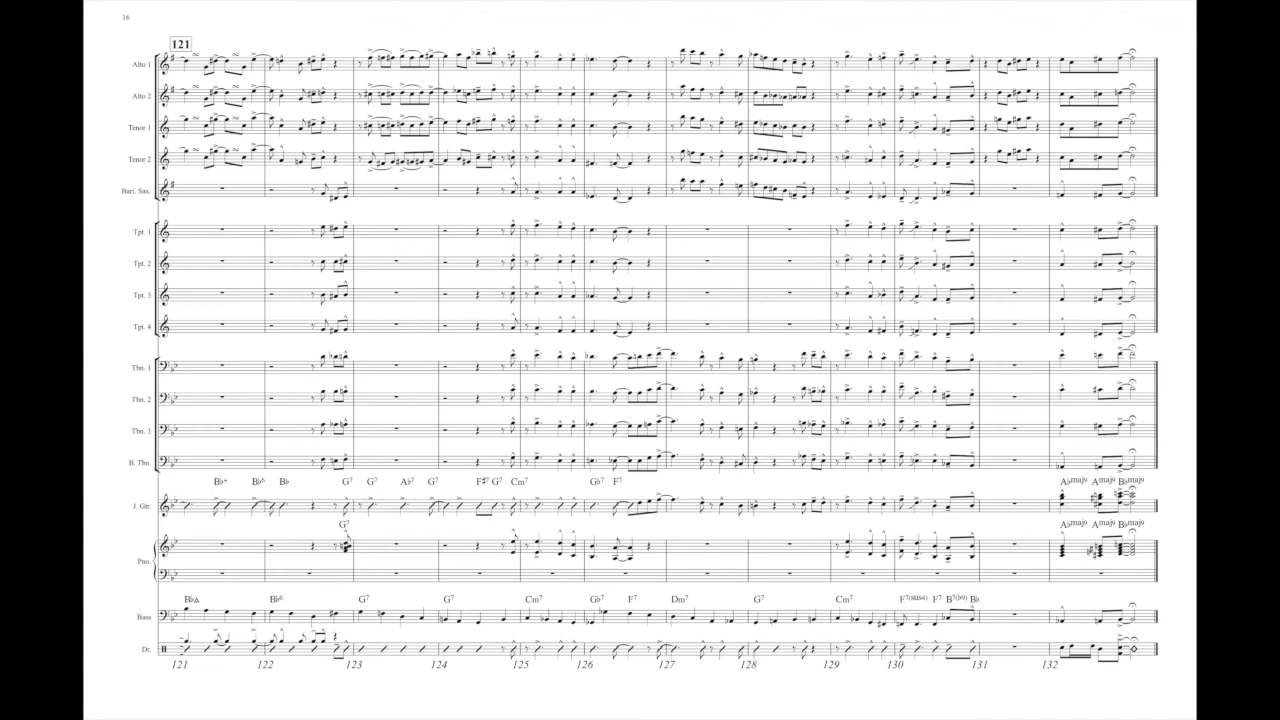 16
121
Alto 1
Alto 2
Tenor 1
Tenor 2
Bari. Sax.
Tpt. 1
Tpt. 2
Tpt. 3
Tpt. 4
Tbn. 1
Tbn. 2
Tbn. 3
B. Tbn.
B♭+ B♭6 B♭ G7 G7 A♭7 G7 F#7 G7 Cm7 G♭7 F7 A♭maj9 Amaj9 B♭maj9
J. Gtr.
G7 A♭maj9 Amaj9 B♭maj9
Pno.
B♭△ B♭6 G7 G7 Cm7 G♭7 F7 Dm7 G7 Cm7 F7(sus4) F7 B7(♭9) B♭
Bass
Dr.
121 122 123 124 125 126 127 128 129 130 131 132